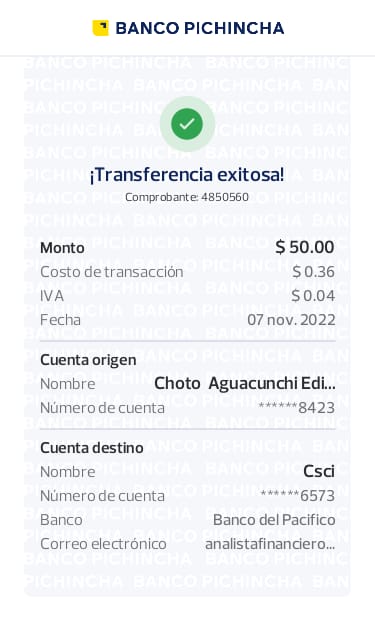 BANCO PICHINCHA
¡Transferencia exitosa!
Comprobante: 4850560
Monto $ 50.00
Costo de transacción $ 0.36
IVA $ 0.04
Fecha 07 nov. 2022
Cuenta origen
Nombre Choto Aguacunchi Edi...
Número de cuenta ******8423
Cuenta destino
Nombre Csci
Número de cuenta ******6573
Banco Banco del Pacifico
Correo electrónico analistafinanciero...